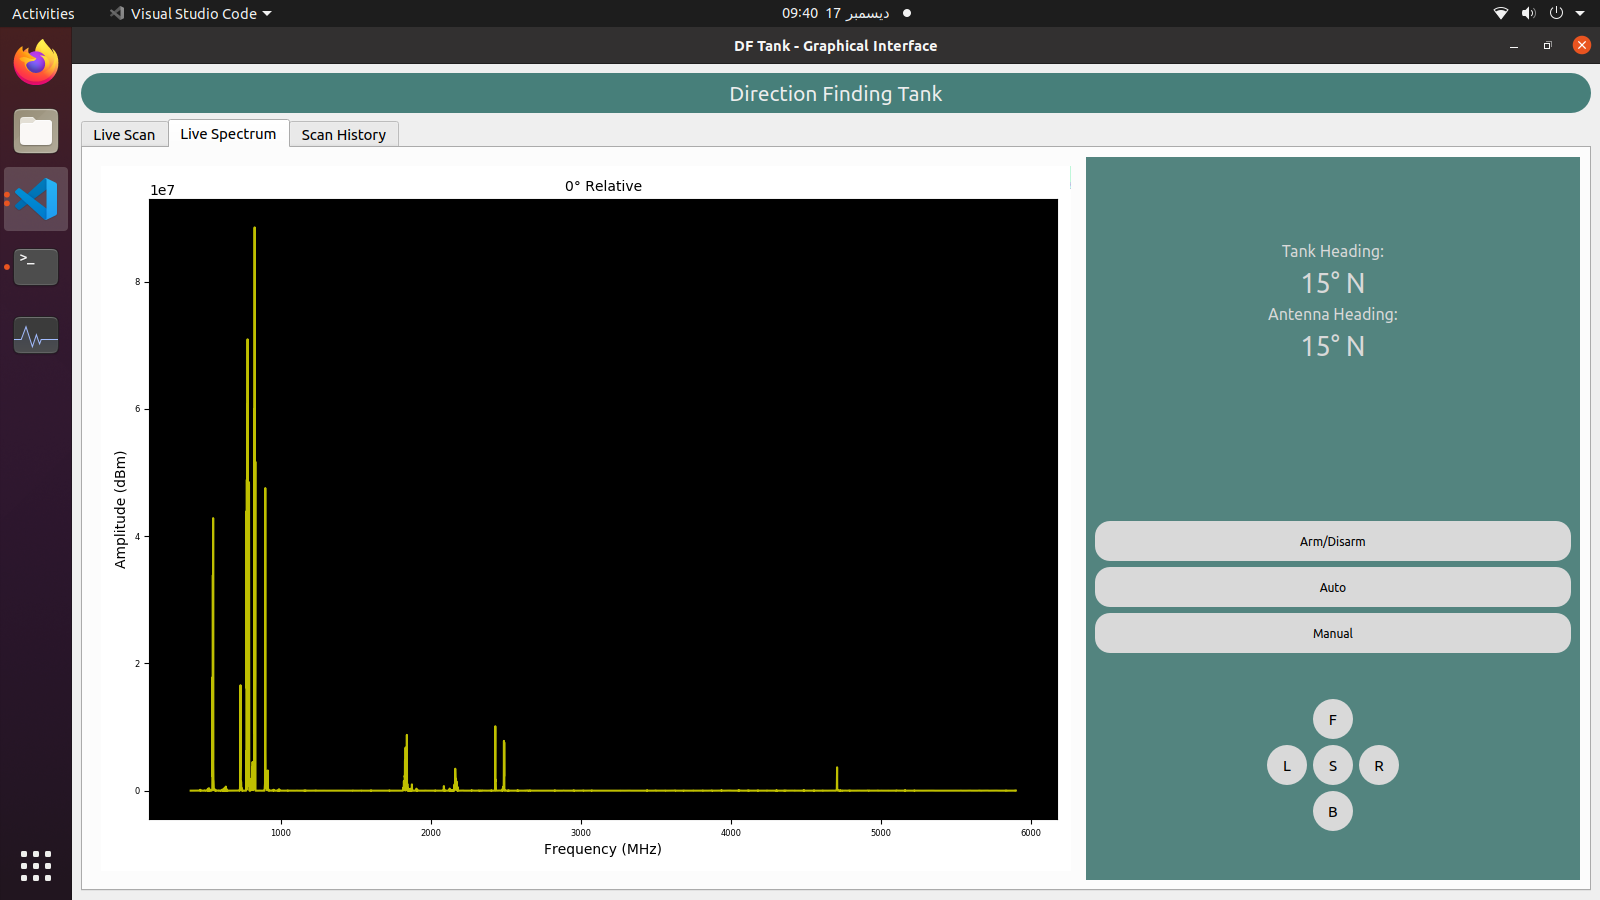 Activities
Visual Studio Code
09:40 17 ديسمبر
DF Tank - Graphical Interface
Direction Finding Tank
Live Scan
Live Spectrum
Scan History
1e7
0° Relative
8
6
4
2
0
Amplitude (dBm)
1000
2000
3000
4000
5000
6000
Frequency (MHz)
Tank Heading:
15° N
Antenna Heading:
15° N
Arm/Disarm
Auto
Manual
F
L
S
R
B